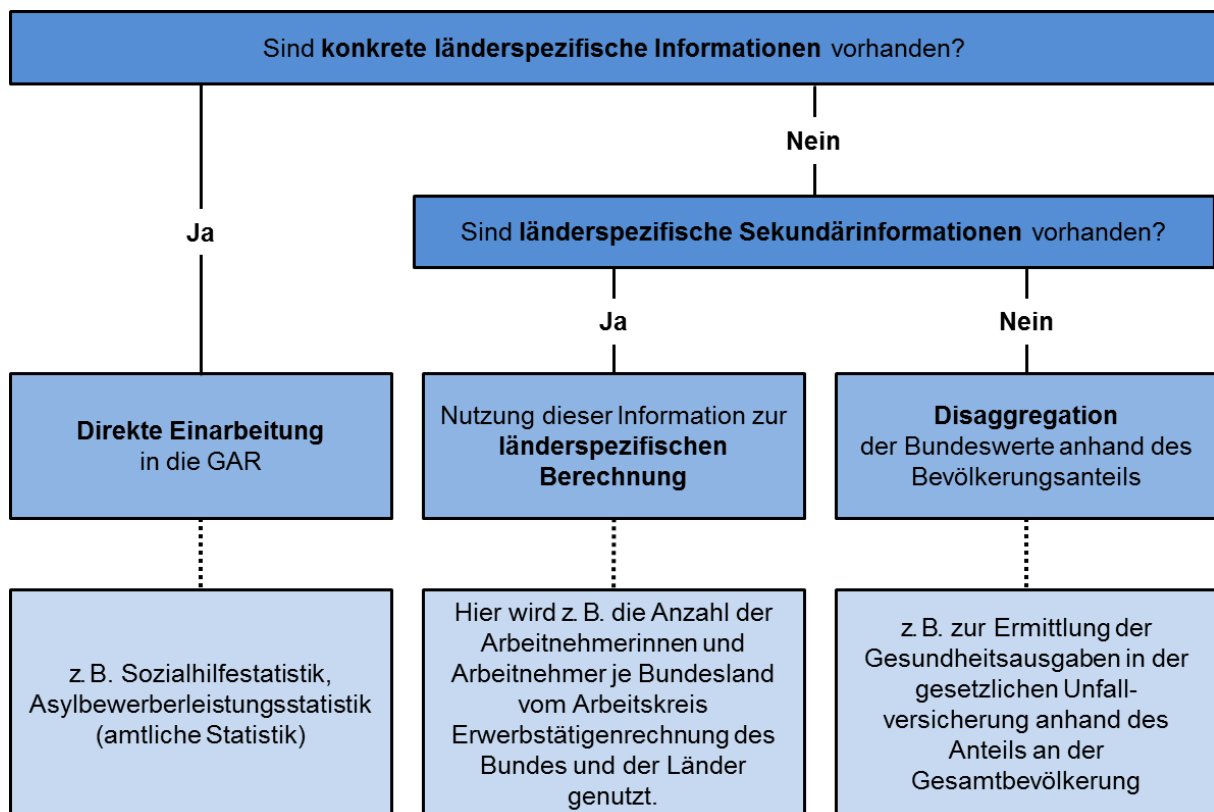 Sind konkrete länderspezifische Informationen vorhanden?
Nein
Ja
Sind länderspezifische Sekundärinformationen vorhanden?
Ja
Nein
Direkte Einarbeitung
in die GAR
Nutzung dieser Information zur
länderspezifischen
Berechnung
Disaggregation
der Bundeswerte anhand des
Bevölkerungsanteils
z. B. Sozialhilfestatistik,
Asylbewerberleistungsstatistik
(amtliche Statistik)
Hier wird z. B. die Anzahl der
Arbeitnehmerinnen und
Arbeitnehmer je Bundesland
vom Arbeitskreis
Erwerbstätigenrechnung des
Bundes und der Länder
genutzt.
z. B. zur Ermittlung der
Gesundheitsausgaben in der
gesetzlichen Unfall-
versicherung anhand des
Anteils an der
Gesamtbevölkerung